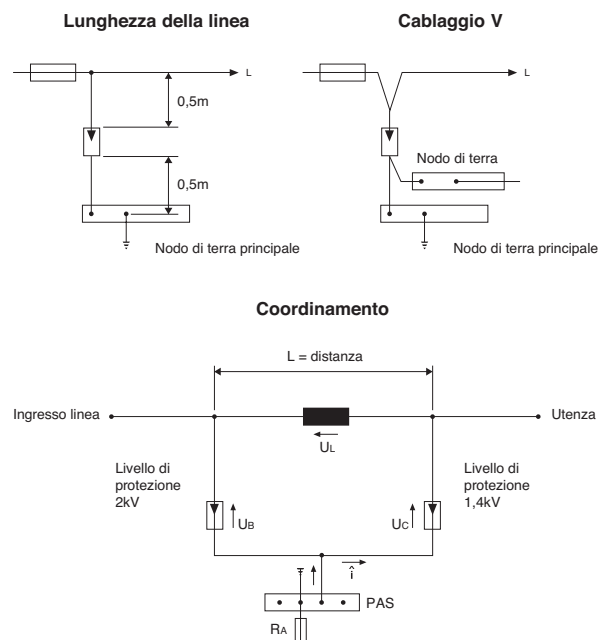 Lunghezza della linea
L
0,5m
0,5m
Nodo di terra principale
Cablaggio V
L
Nodo di terra
Nodo di terra principale
Coordinamento
L = distanza
Ingresso linea
Utenza
UL
Livello di
protezione
2kV
UB
UC
Livello di
protezione
1,4kV
î
PAS
RA